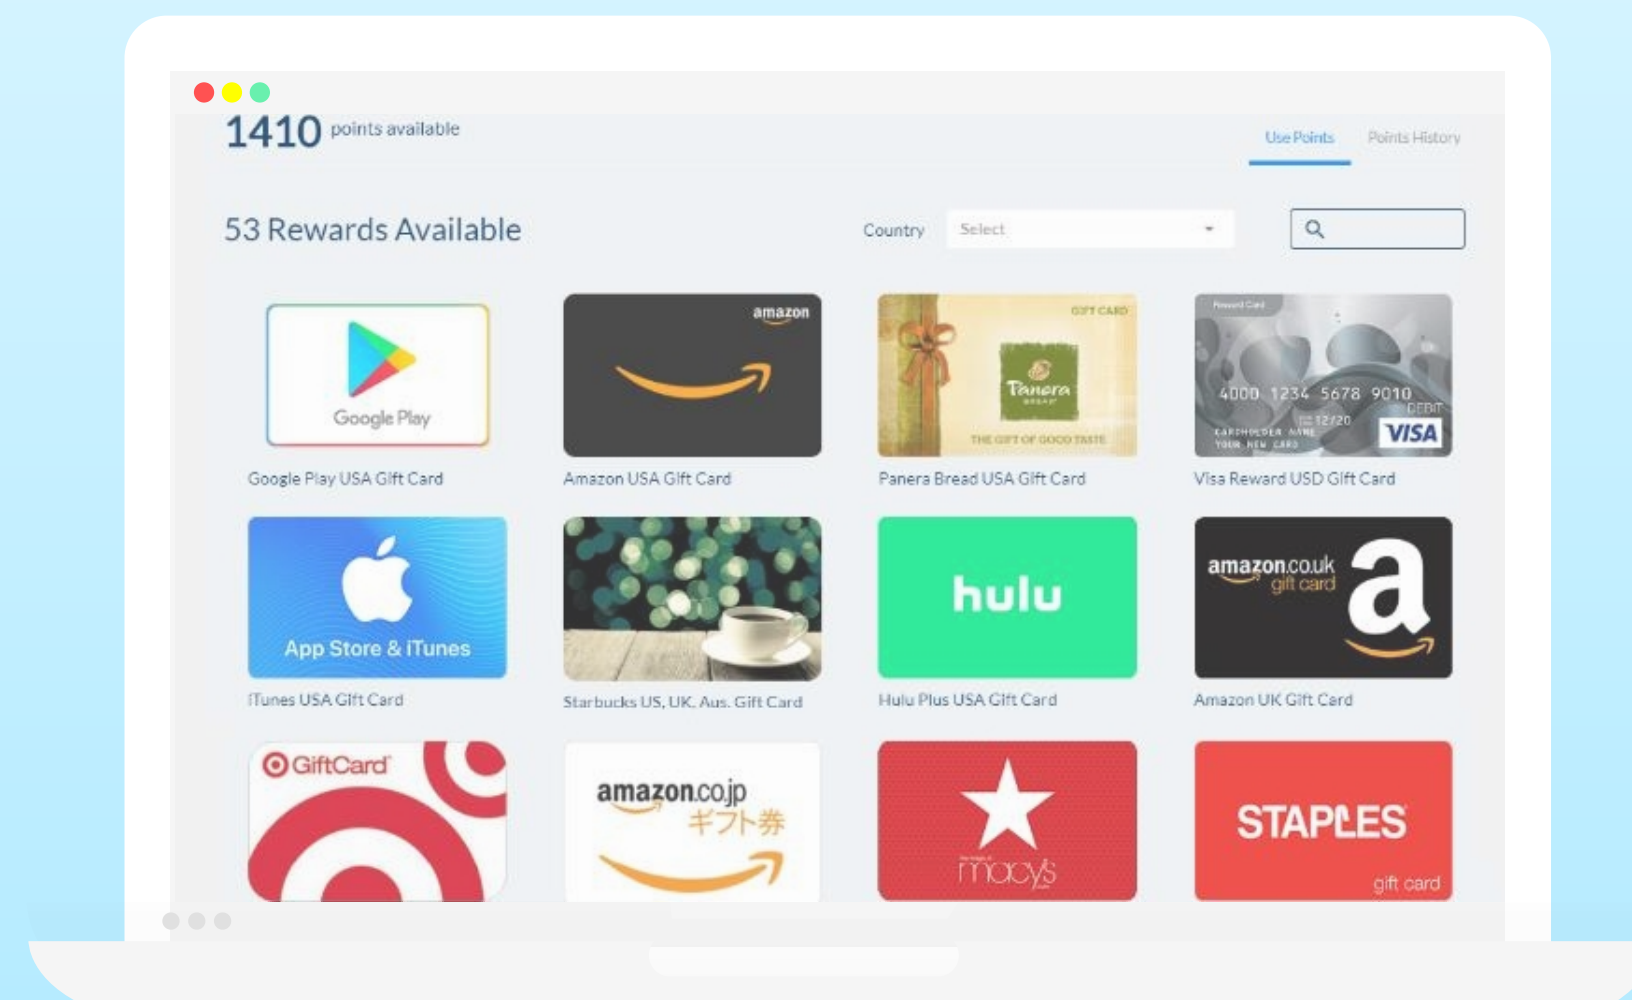 1410 points available
Use Points
Points History
53 Rewards Available
Country
Select
Google Play
amazon
GIFT CARD
Panera
BREAD
THE GIFT OF GOOD TASTE
Reward Card
4000 1234 5678 9010
DEBIT
12/20
CARDHOLDER NAME
YOUR NEW CARD
VISA
Google Play USA Gift Card
Amazon USA Gift Card
Panera Bread USA Gift Card
Visa Reward USD Gift Card
App Store & iTunes
hulu
amazon.co.uk
gift card
a
iTunes USA Gift Card
Starbucks US, UK, Aus. Gift Card
Hulu Plus USA Gift Card
Amazon UK Gift Card
GiftCard
amazon.co.jp
ギフト券
macy's
STAPLES
gift card